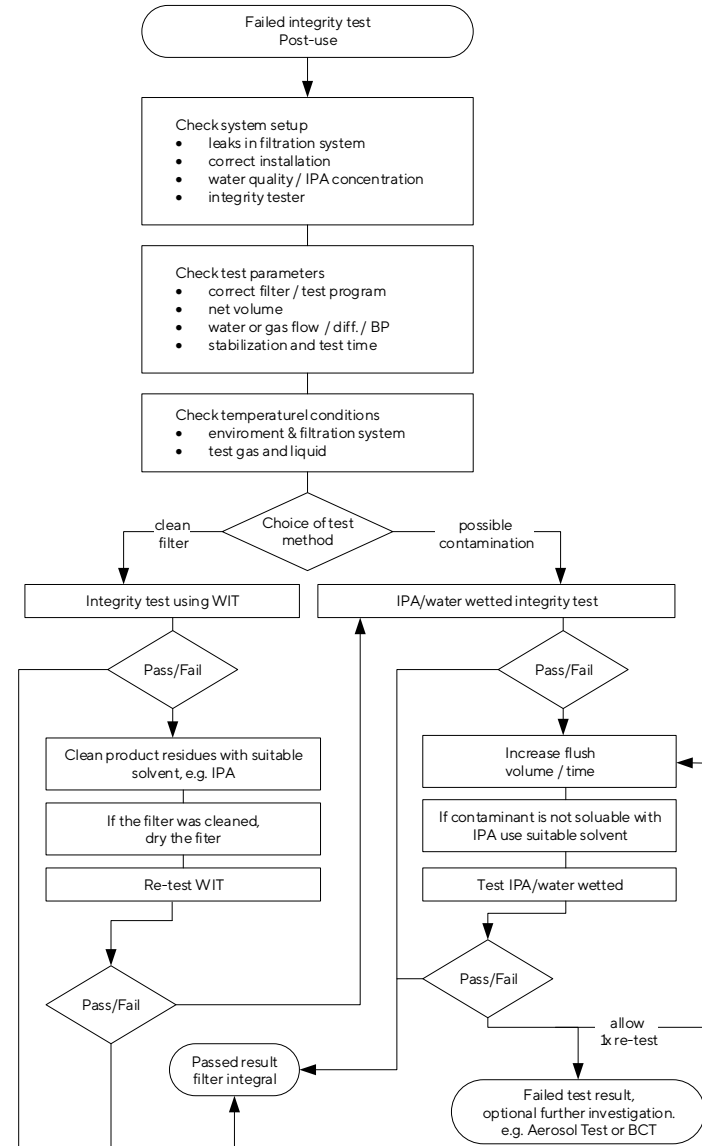 Failed integrity test
Post-use
Check system setup
• leaks in filtration system
• correct installation
• water quality / IPA concentration
• integrity tester
Check test parameters
• correct filter / test program
• net volume
• water or gas flow / diff. / BP
• stabilization and test time
Check temperaturel conditions
• enviroment & filtration system
• test gas and liquid
Choice of test
method
clean
filter
possible
contamination
Integrity test using WIT
IPA/water wetted integrity test
Pass/Fail
Pass/Fail
Clean product residues with suitable
solvent, e.g. IPA
Increase flush
volume / time
If the filter was cleaned,
dry the fiter
If contaminant is not soluable with
IPA use suitable solvent
Re-test WIT
Test IPA/water wetted
Pass/Fail
Pass/Fail
allow
1x re-test
Passed result
filter integral
Failed test result,
optional further investigation.
e.g. Aerosol Test or BCT